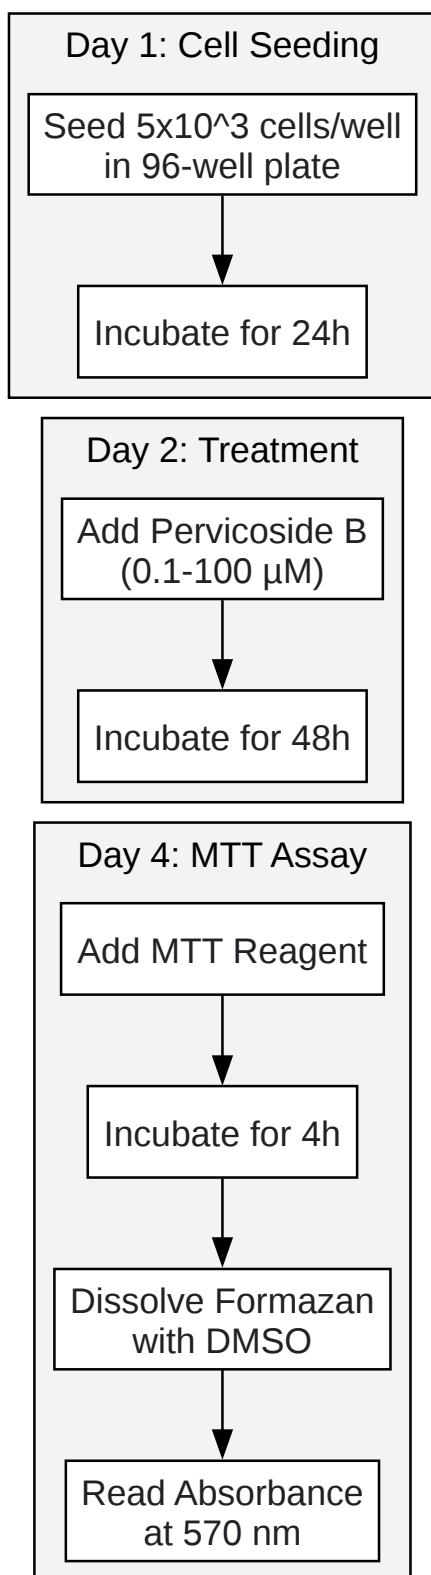 Day 1: Cell Seeding
Seed 5x10^3 cells/well
in 96-well plate
Incubate for 24h
Day 2: Treatment
Add Pervicoside B
(0.1-100 µM)
Incubate for 48h
Day 4: MTT Assay
Add MTT Reagent
Incubate for 4h
Dissolve Formazan
with DMSO
Read Absorbance
at 570 nm